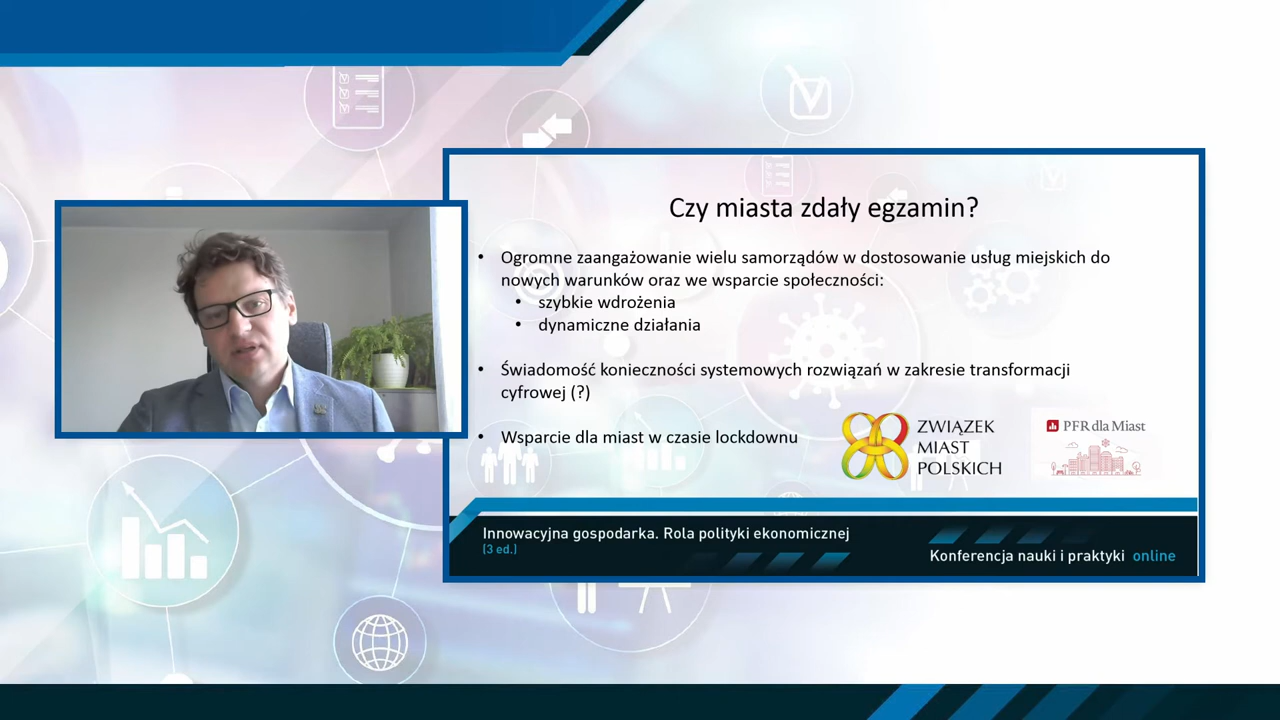 Czy miasta zdały egzamin?
• Ogromne zaangażowanie wielu samorządów w dostosowanie usług miejskich do
nowych warunków oraz we wsparcie społeczności:
• szybkie wdrożenia
• dynamiczne działania
• Świadomość konieczności systemowych rozwiązań w zakresie transformacji
cyfrowej (?)
• Wsparcie dla miast w czasie lockdownu
ZWIĄZEK
MIAST
POLSKICH
PFR dla Miast
Innowacyjna gospodarka. Rola polityki ekonomicznej
[3 ed.]
Konferencja nauki i praktyki online